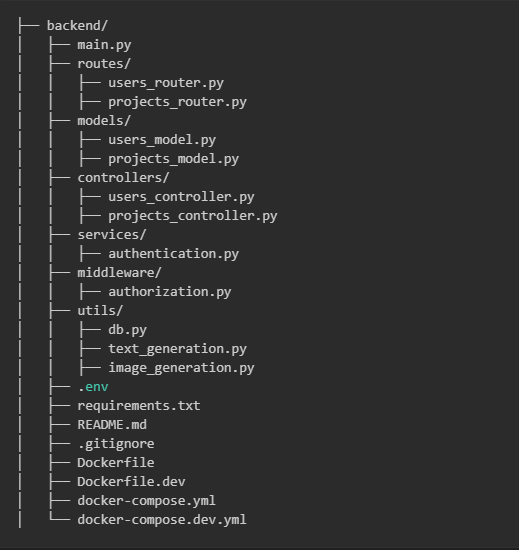 ├── backend/
│   ├── main.py
│   ├── routes/
│   │   ├── users_router.py
│   │   ├── projects_router.py
│   ├── models/
│   │   ├── users_model.py
│   │   ├── projects_model.py
│   ├── controllers/
│   │   ├── users_controller.py
│   │   ├── projects_controller.py
│   ├── services/
│   │   ├── authentication.py
│   ├── middleware/
│   │   ├── authorization.py
│   ├── utils/
│   │   ├── db.py
│   │   ├── text_generation.py
│   │   ├── image_generation.py
│   ├── .env
│   ├── requirements.txt
│   ├── README.md
│   ├── .gitignore
│   ├── Dockerfile
│   ├── Dockerfile.dev
│   ├── docker-compose.yml
│   └── docker-compose.dev.yml